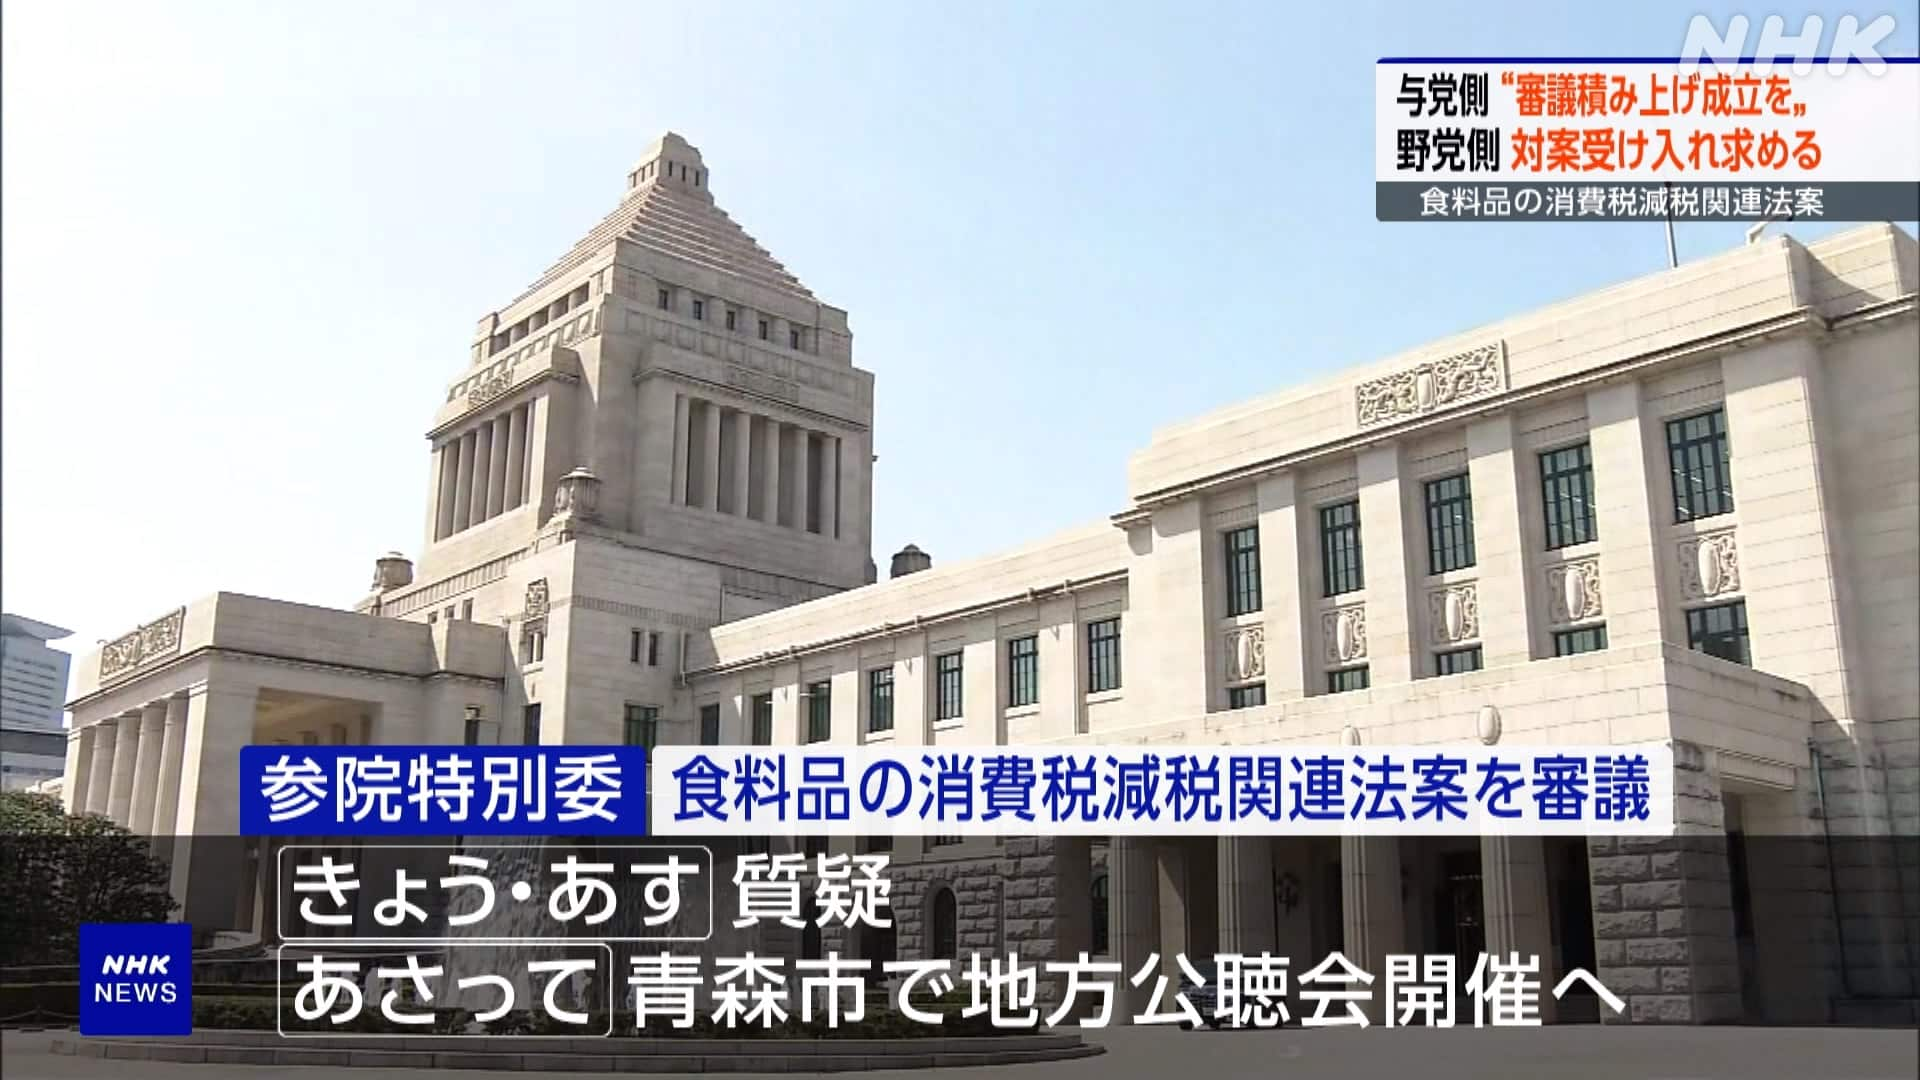 NHK
与党側 “審議積み上げ成立を„
野党側 対案受け入れ求める
食料品の消費税減税関連法案
参院特別委 食料品の消費税減税関連法案を審議
きょう・あす 質疑
あさって 青森市で地方公聴会開催へ
NHK
NEWS